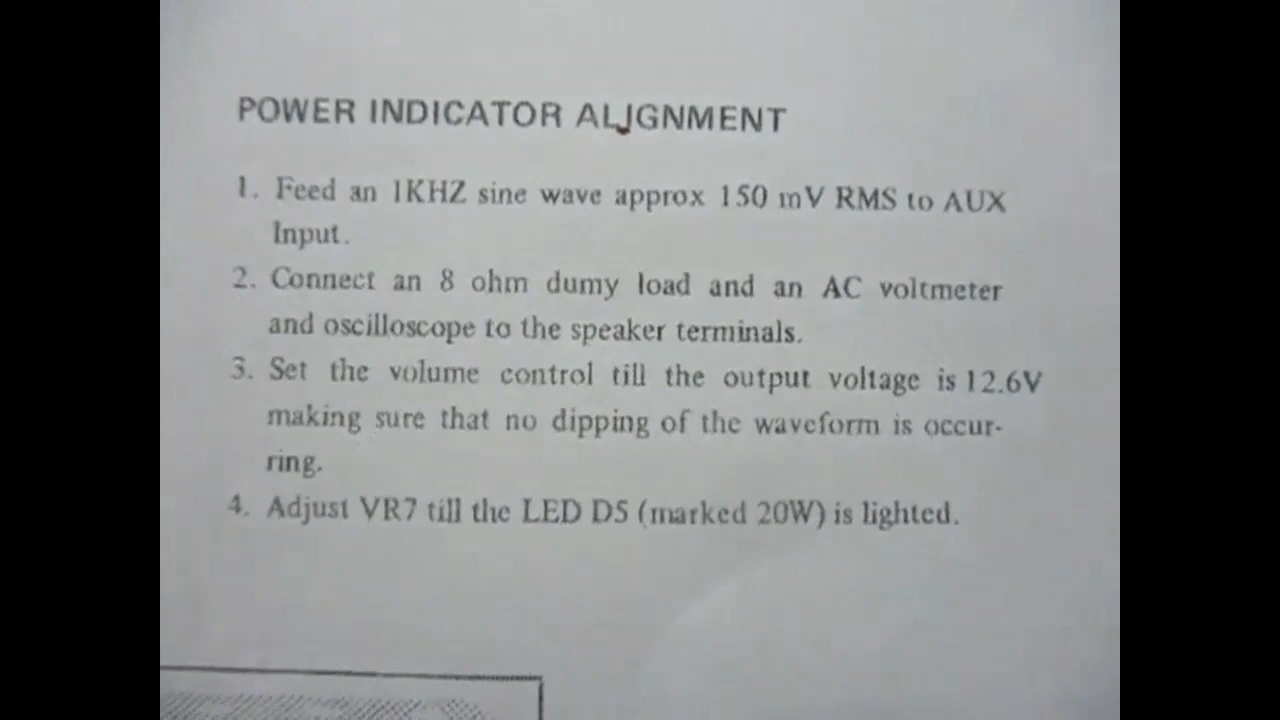 POWER INDICATOR ALIGNMENT
1. Feed an 1KHZ sine wave approx 150 mV RMS to AUX
Input.
2. Connect an 8 ohm dumy load and an AC voltmeter
and oscilloscope to the speaker terminals.
3. Set the volume control till the output voltage is 12.6V
making sure that no dipping of the waveform is occur-
ring.
4. Adjust VR7 till the LED D5 (marked 20W) is lighted.